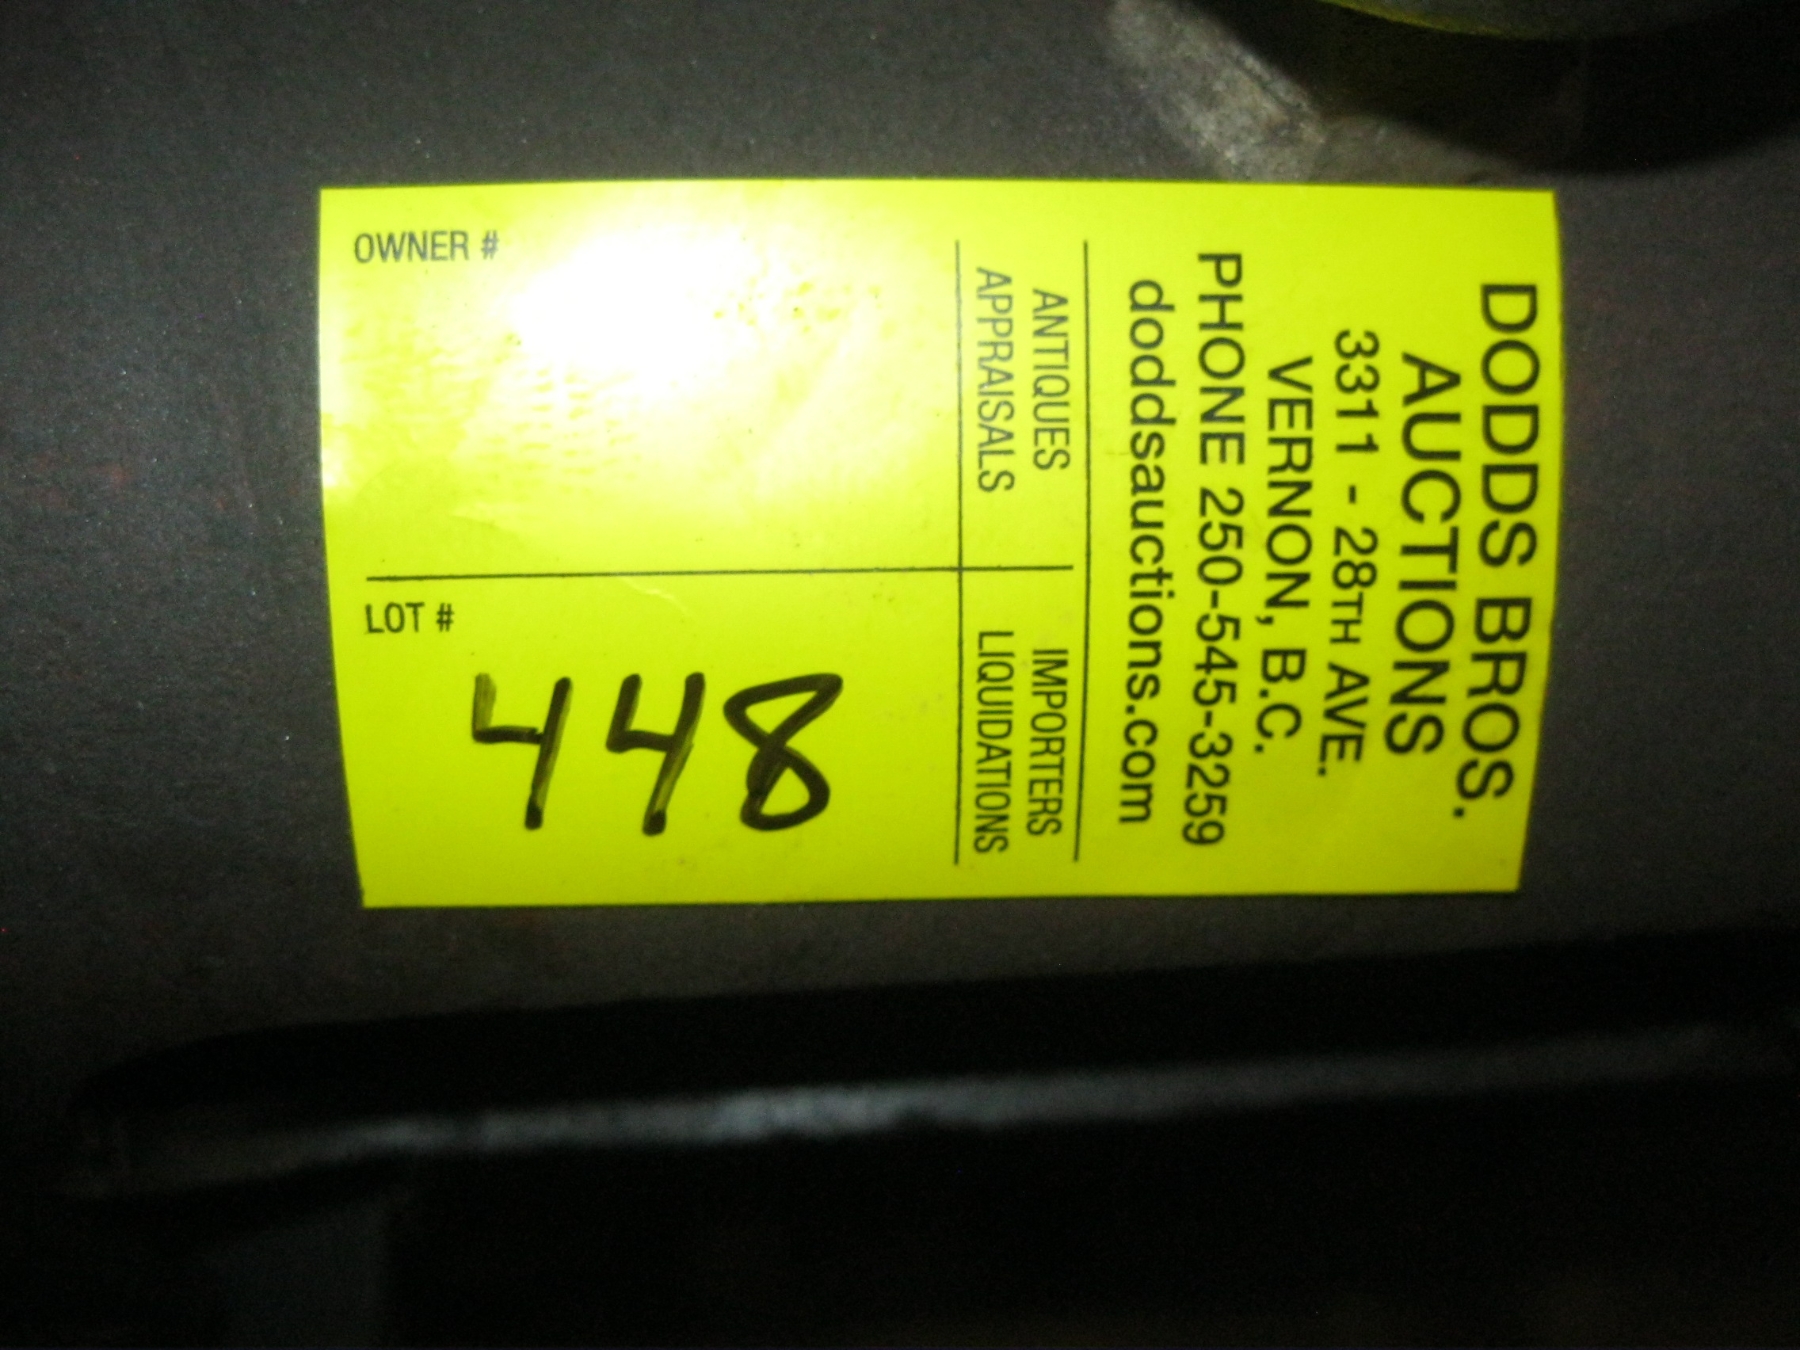 DODDS BROS.
AUCTIONS
3311 - 28TH AVE.
VERNON, B.C.
PHONE 250-545-3259
doddsauctions.com
ANTIQUES IMPORTERS
APPRAISALS LIQUIDATIONS
OWNER #
LOT #
448